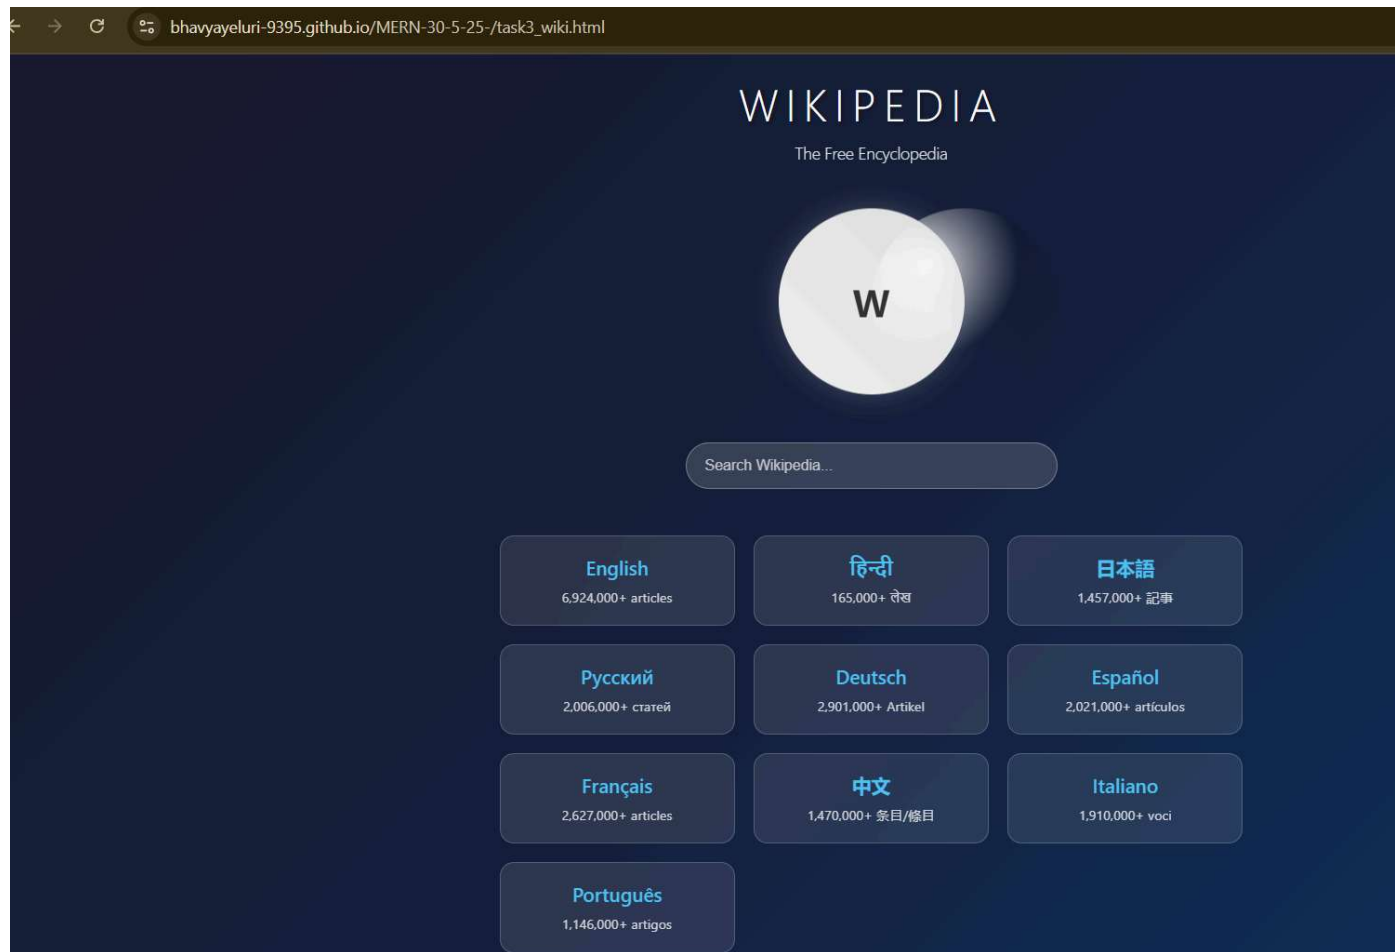 bhavyayeluri-9395.github.io/MERN-30-5-25-/task3_wiki.html
WIKIPEDIA
The Free Encyclopedia
W
Search Wikipedia...
English
6,924,000+ articles
हिन्दी
165,000+ लेख
日本語
1,457,000+ 記事
Русский
2,006,000+ статей
Deutsch
2,901,000+ Artikel
Español
2,021,000+ artículos
Français
2,627,000+ articles
中文
1,470,000+ 条目/條目
Italiano
1,910,000+ voci
Português
1,146,000+ artigos